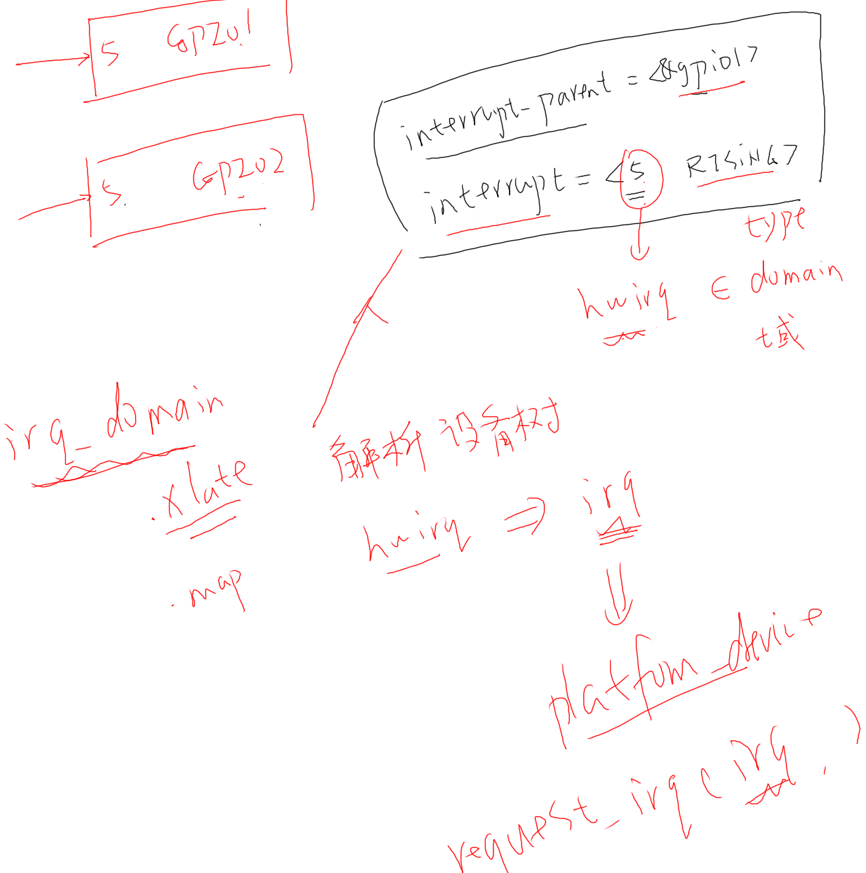 5 GPZ01
5 GPZ02
interrupt-parent = <&gpio1>
interrupt = <5 RISING>
type
hwirq ∈ domain
域
irq_domain
.xlate
.map
解析设备树
hwirq ⇒ irq
platfom_device
request_irq(irq , )